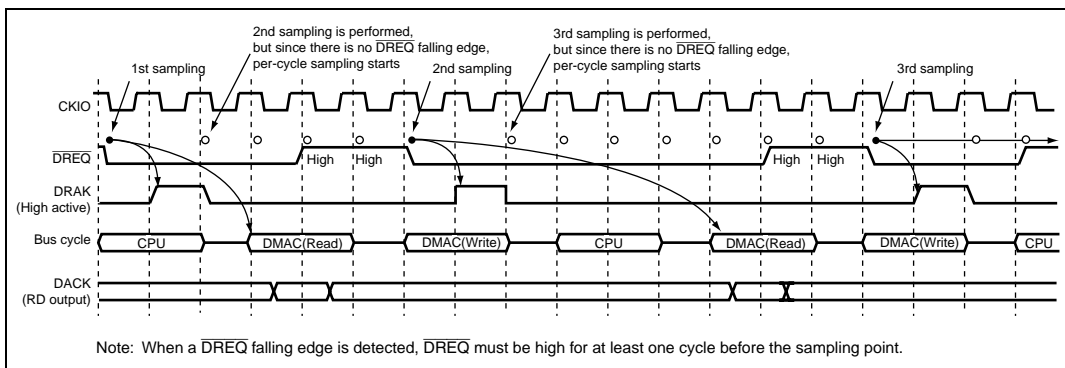 2nd sampling is performed,
but since there is no DREQ falling edge,
per-cycle sampling starts
3rd sampling is performed,
but since there is no DREQ falling edge,
per-cycle sampling starts
1st sampling
2nd sampling
3rd sampling
CKIO
DREQ
High
High
High
High
DRAK
(High active)
Bus cycle
CPU
DMAC(Read)
DMAC(Write)
CPU
DMAC(Read)
DMAC(Write)
CPU
DACK
(RD output)
Note: When a DREQ falling edge is detected, DREQ must be high for at least one cycle before the sampling point.